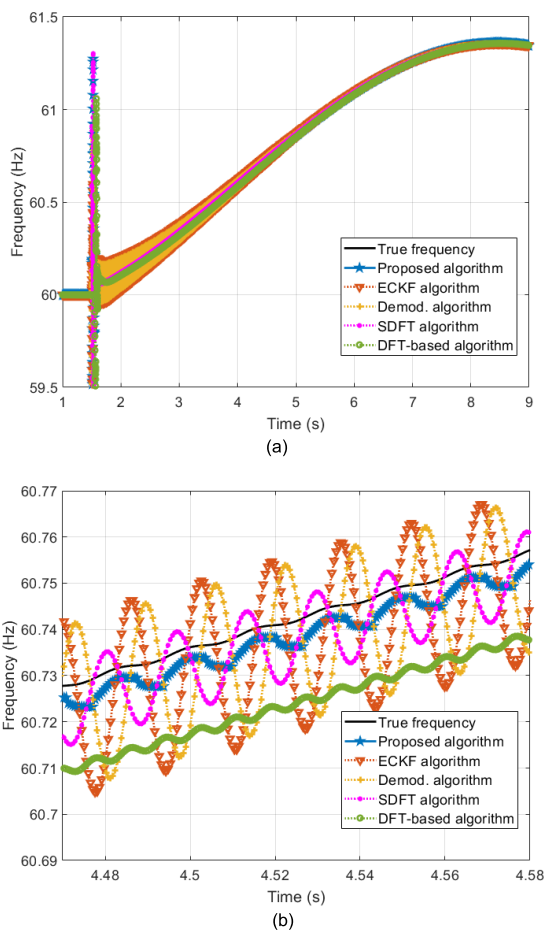 61.5
61
60.5
60
59.5
Frequency (Hz)
True frequency
Proposed algorithm
ECKF algorithm
Demod. algorithm
SDFT algorithm
DFT-based algorithm
1 2 3 4 5 6 7 8 9
Time (s)
(a)
60.77
60.76
60.75
60.74
60.73
60.72
60.71
60.7
60.69
Frequency (Hz)
True frequency
Proposed algorithm
ECKF algorithm
Demod. algorithm
SDFT algorithm
DFT-based algorithm
4.48 4.5 4.52 4.54 4.56 4.58
Time (s)
(b)